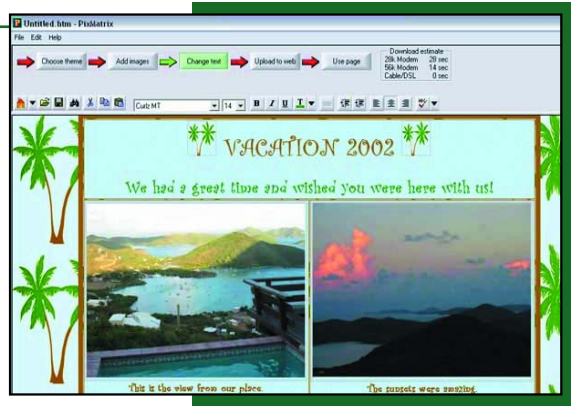 Untitled.htm - PixMatrix
File Edit Help
Download estimate
28k Modem 28 sec
56k Modem 14 sec
Cable/DSL 0 sec
Choose theme Add images Change text Upload to web Use page
Curlz MT 14 B I U T
VACATION 2002
We had a great time and wished you were here with us!
This is the view from our place. The sunsets were amazing.